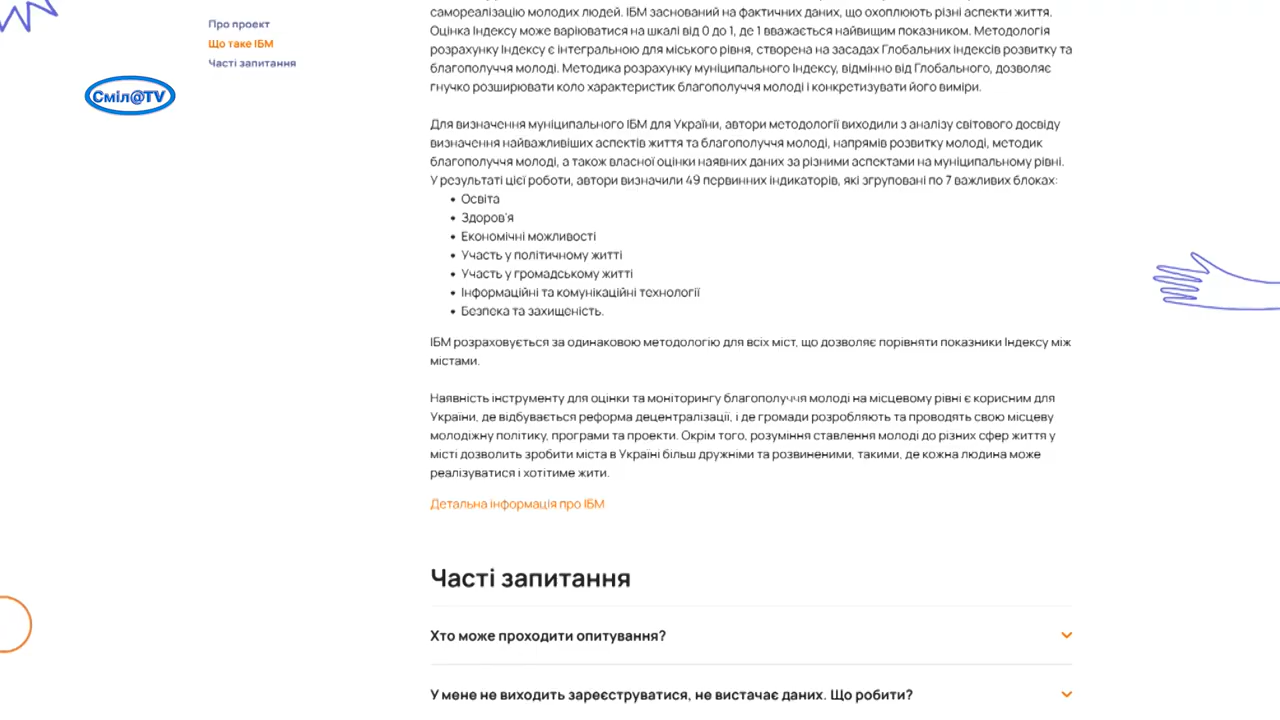 Про проект
Що таке ІБМ
Часті запитання
Сміл@TV
самореалізацію молодих людей. ІБМ заснований на фактичних даних, що охоплюють різні аспекти життя.
Оцінка Індексу може варіюватися на шкалі від 0 до 1, де 1 вважається найвищим показником. Методологія
розрахунку Індексу є інтегральною для міського рівня, створена на засадах Глобальних індексів розвитку та
благополуччя молоді. Методика розрахунку муніципального Індексу, відмінно від Глобального, дозволяє
гнучко розширювати коло характеристик благополуччя молоді і конкретизувати його виміри.
Для визначення муніципального ІБМ для України, автори методології виходили з аналізу світового досвіду
визначення найважливіших аспектів життя та благополуччя молоді, напрямів розвитку молоді, методик
благополуччя молоді, а також власної оцінки наявних даних за різними аспектами на муніципальному рівні.
У результаті цієї роботи, автори визначили 49 первинних індикаторів, які згруповані по 7 важливих блоках:
• Освіта
• Здоров'я
• Економічні можливості
• Участь у політичному житті
• Участь у громадському житті
• Інформаційні та комунікаційні технології
• Безпека та захищеність.
ІБМ розраховується за одинаковою методологію для всіх міст, що дозволяє порівняти показники Індексу між
містами.
Наявність інструменту для оцінки та моніторингу благополуччя молоді на місцевому рівні є корисним для
України, де відбувається реформа децентралізації, і де громади розробляють та проводять свою місцеву
молодіжну політику, програми та проекти. Окрім того, розуміння ставлення молоді до різних сфер життя у
місті дозволить зробити міста в Україні більш дружніми та розвиненими, такими, де кожна людина може
реалізуватися і хотітиме жити.
Детальна інформація про ІБМ
Часті запитання
Хто може проходити опитування?
У мене не виходить зареєструватися, не вистачає даних. Що робити?